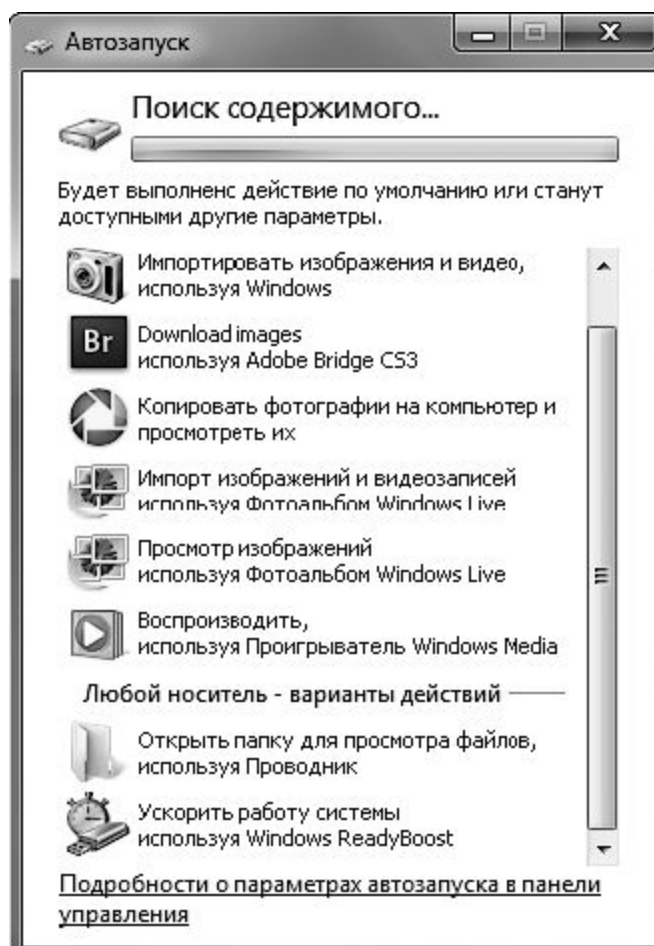 Автозапуск
Поиск содержимого...
Будет выполненс действие по умолчанию или станут
доступными другие параметры.
Импортировать изображения и видео,
используя Windows
Br
Download images
используя Adobe Bridge CS3
Копировать фотографии на компьютер и
просмотреть их
Импорт изображений и видеозаписей
используя Фотоальбом Windows Live
Просмотр изображений
используя Фотоальбом Windows Live
Воспроизводить,
используя Проигрыватель Windows Media
Любой носитель - варианты действий
Открыть папку для просмотра файлов,
используя Проводник
Ускорить работу системы
используя Windows ReadyBoost
Подробности о параметрах автозапуска в панели
управления